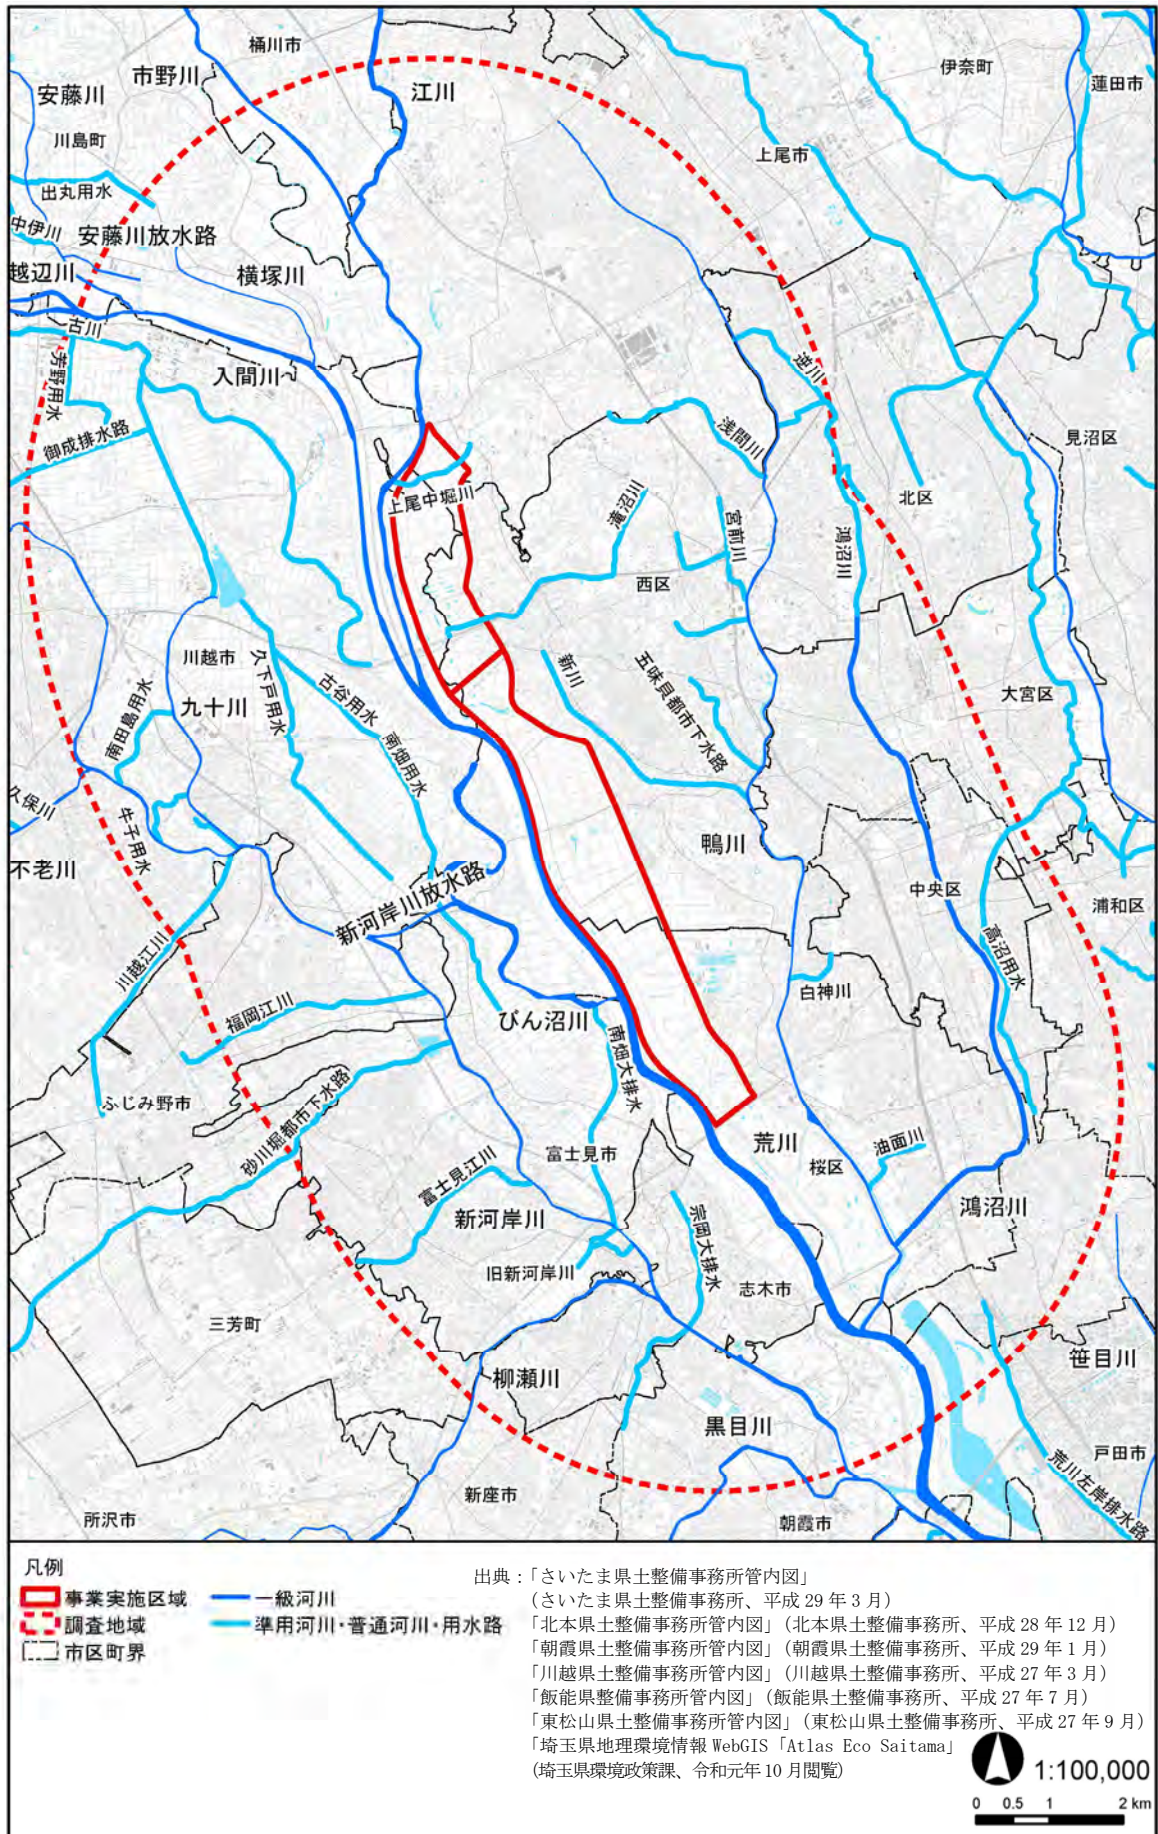 桶川市
市野川
江川
伊奈町
蓮田市
安藤川
川島町
上尾市
出丸用水
中伊川
安藤川放水路
越辺川
横塚川
古川
芳野用水
入間川
逆川
浅間川
見沼区
御成排水路
北区
上尾中堀川
滝沼川
宮前川
鴻沼川
西区
川越市
久下戸用水
新川
五味貝都市下水路
大宮区
九十川
南田島用水
古谷用水
南畑用水
久保川
牛子用水
鴨川
不老川
新河岸川放水路
中央区
浦和区
高沼用水
川越江川
白神川
福岡江川
びん沼川
南畑大排水
ふじみ野市
砂川堀都市下水路
荒川
油面川
富士見市
桜区
富士見江川
新河岸川
鴻沼川
宗岡大排水
旧新河岸川
志木市
三芳町
笹目川
柳瀬川
黒目川
戸田市
荒川左岸排水路
新座市
所沢市
朝霞市
凡例
事業実施区域
一級河川
調査地域
準用河川・普通河川・用水路
市区町界
出典：「さいたま県土整備事務所管内図」
（さいたま県土整備事務所、平成 29 年 3 月）
「北本県土整備事務所管内図」（北本県土整備事務所、平成 28 年 12 月）
「朝霞県土整備事務所管内図」（朝霞県土整備事務所、平成 29 年 1 月）
「川越県土整備事務所管内図」（川越県土整備事務所、平成 27 年 3 月）
「飯能県整備事務所管内図」（飯能県土整備事務所、平成 27 年 7 月）
「東松山県土整備事務所管内図」（東松山県土整備事務所、平成 27 年 9 月）
「埼玉県地理環境情報 WebGIS「Atlas Eco Saitama」
（埼玉県環境政策課、令和元年 10 月閲覧）
1:100,000
0 0.5 1 2 km